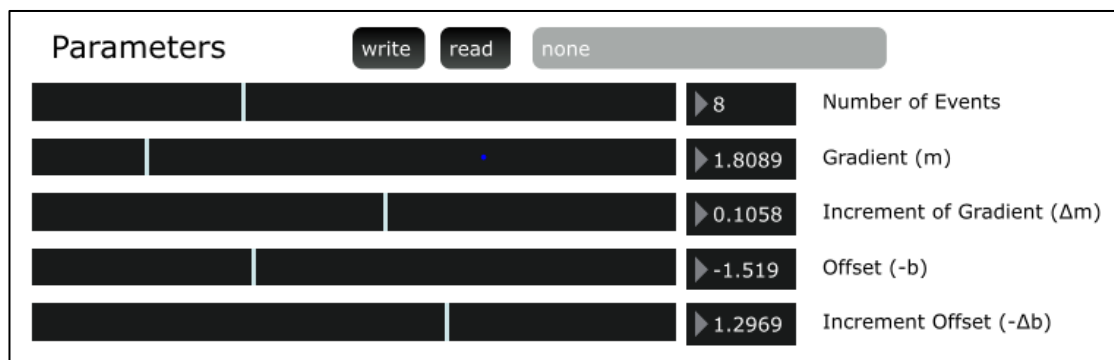 Parameters write read none
8 Number of Events
1.8089 Gradient (m)
0.1058 Increment of Gradient (Δm)
-1.519 Offset (-b)
1.2969 Increment Offset (-Δb)